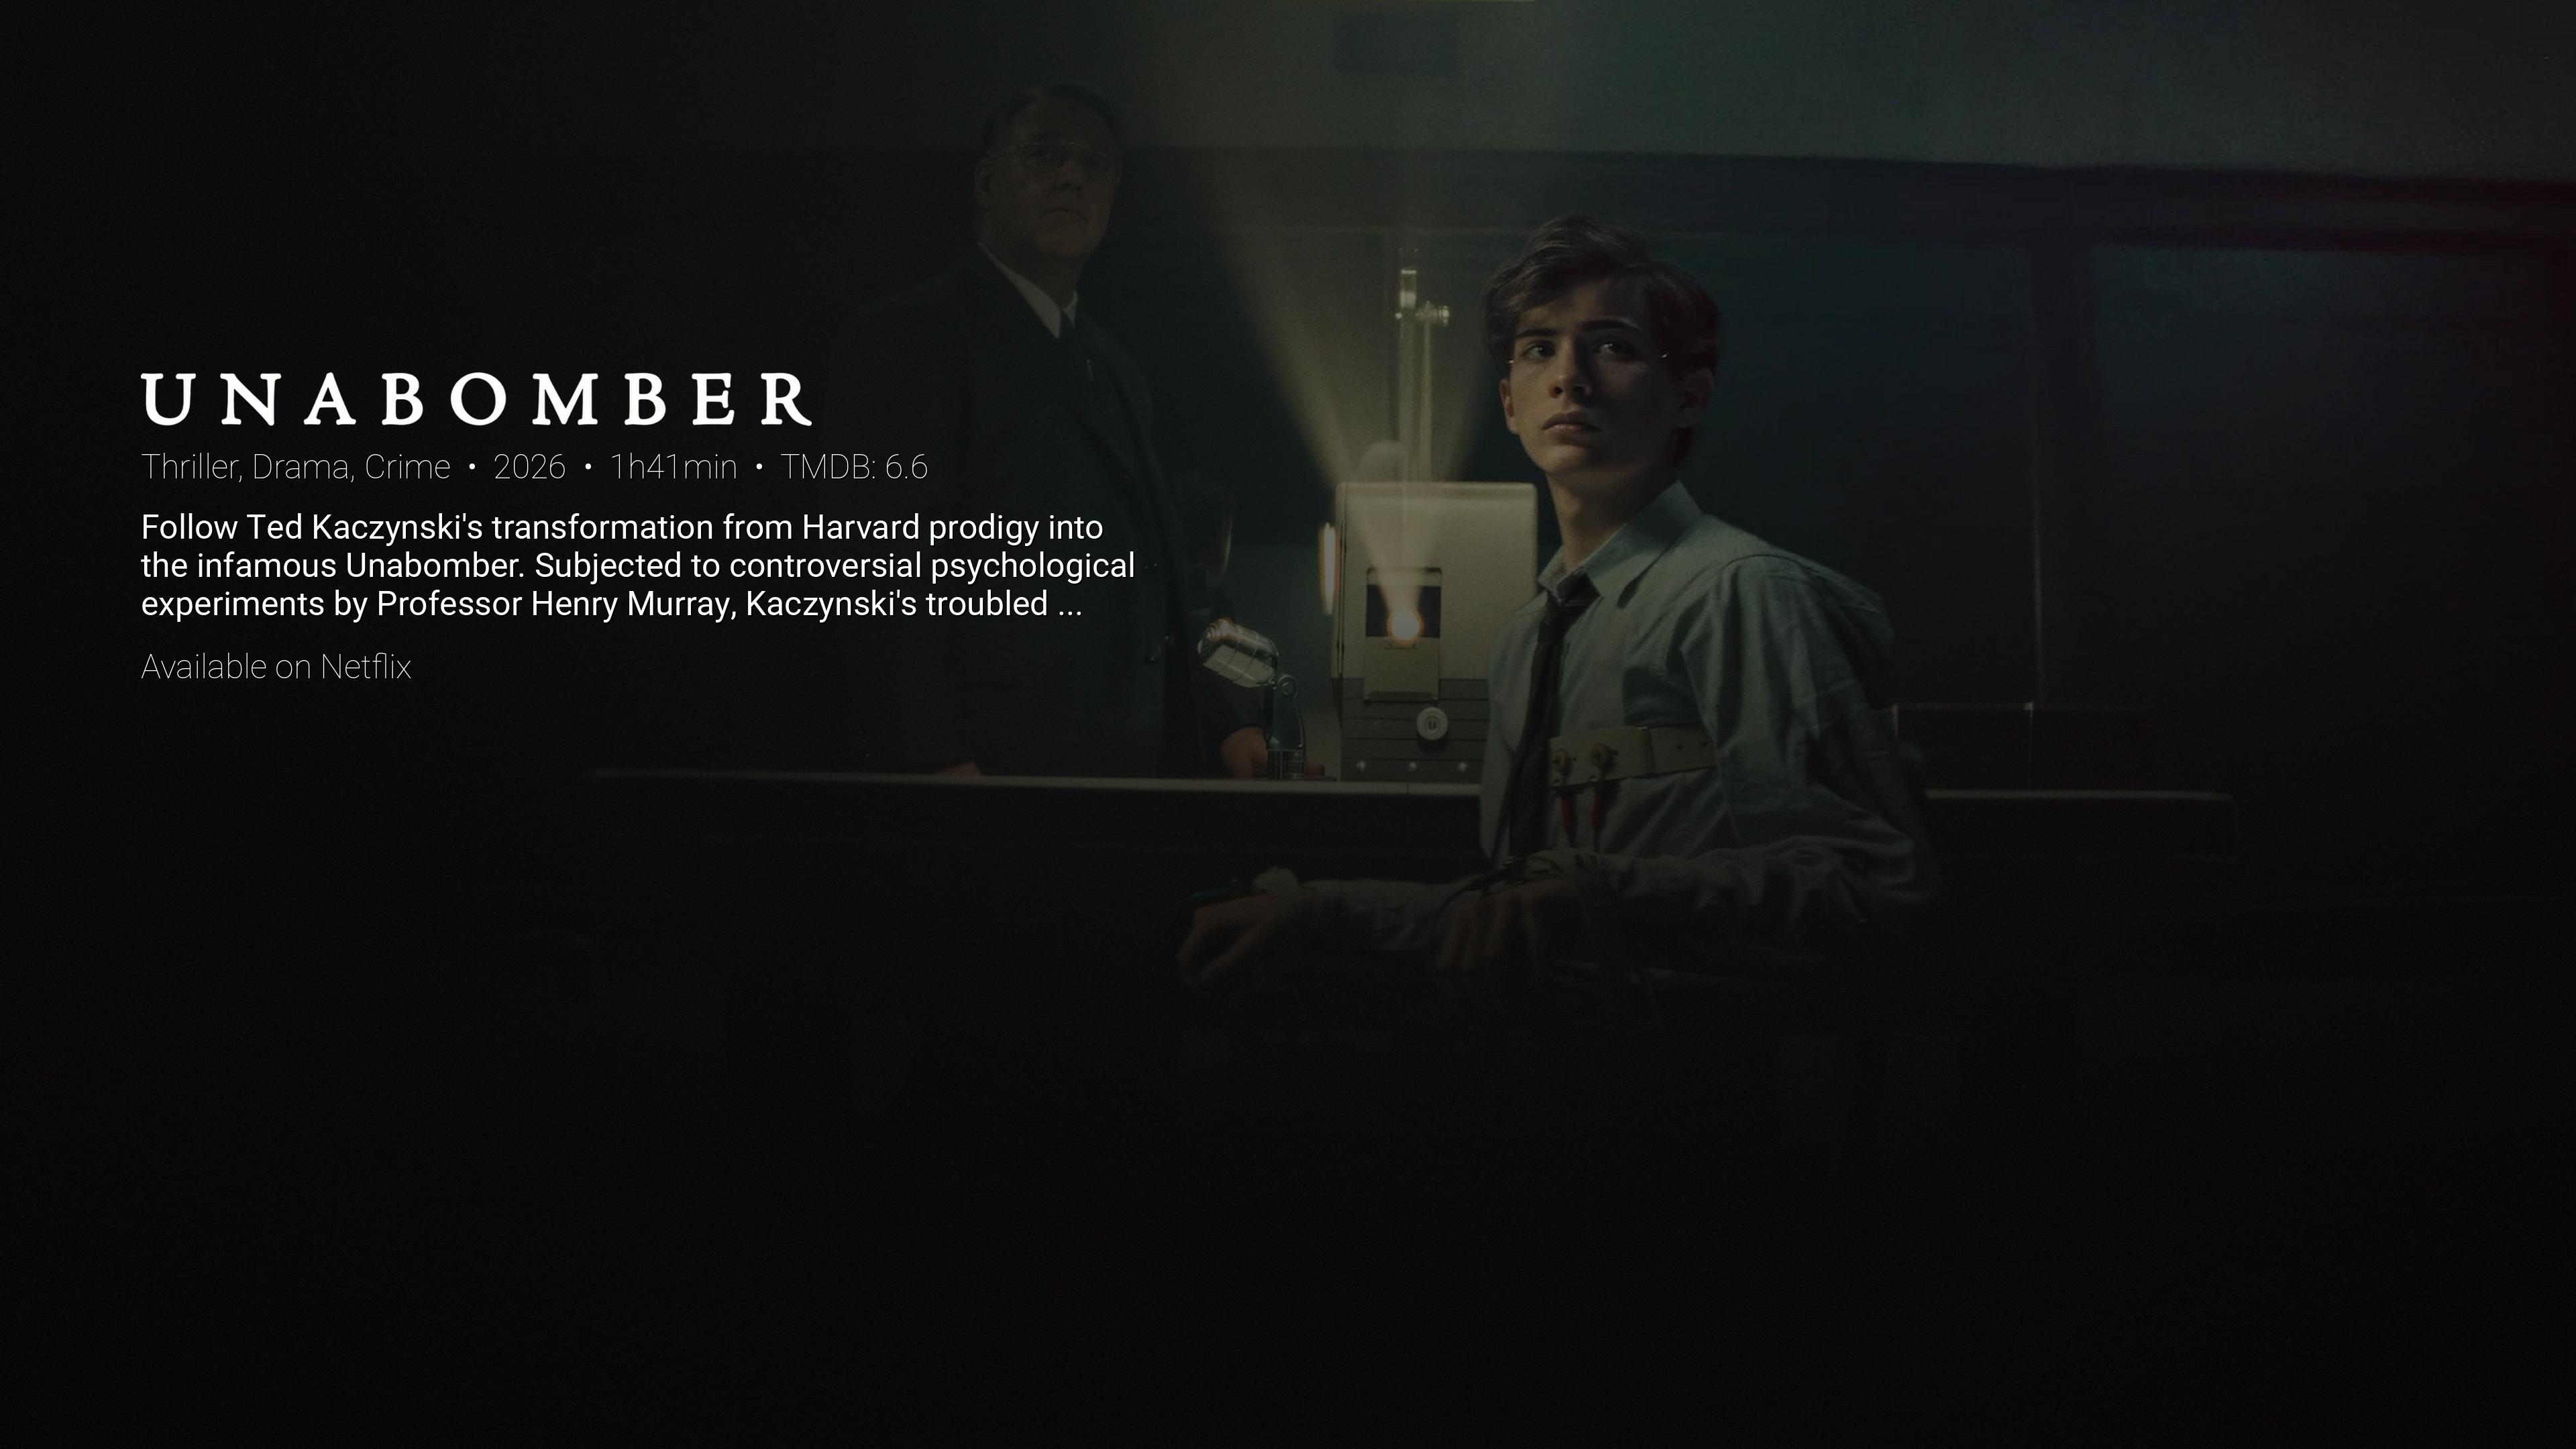 UNABOMBER
Thriller, Drama, Crime • 2026 • 1h41min • TMDB: 6.6
Follow Ted Kaczynski's transformation from Harvard prodigy into
the infamous Unabomber. Subjected to controversial psychological
experiments by Professor Henry Murray, Kaczynski's troubled ...
Available on Netflix